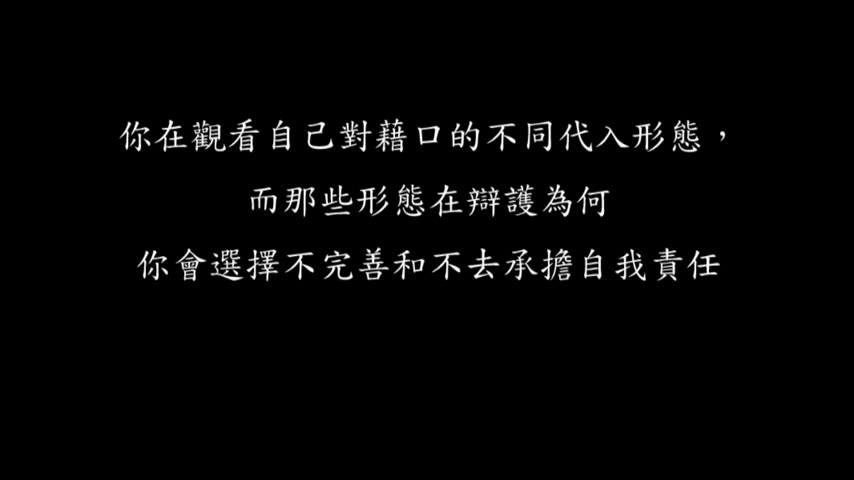 你在觀看自己對藉口的不同代入形態，
而那些形態在辯護為何
你會選擇不完善和不去承擔自我責任